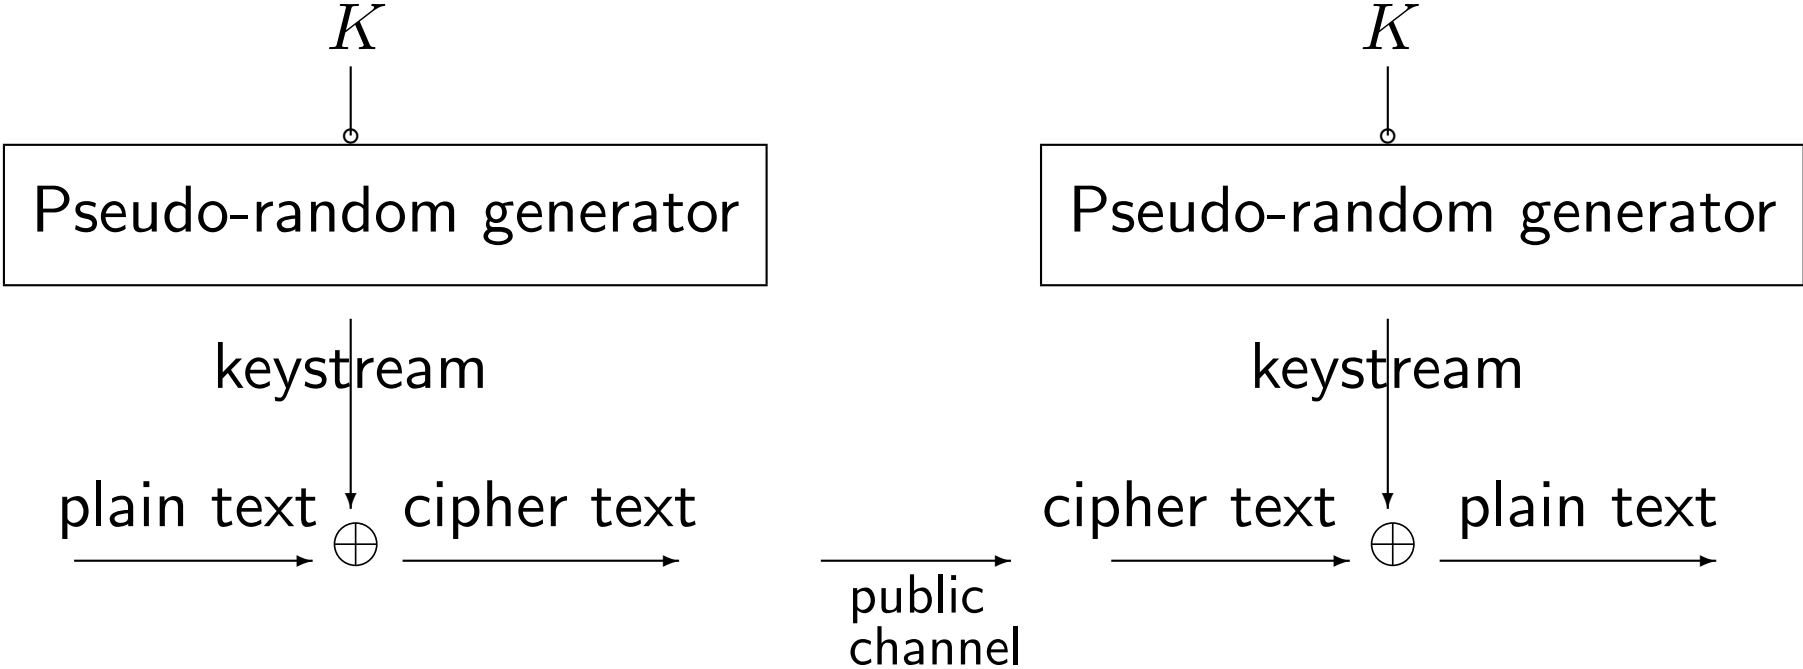 K
K
Pseudo-random generator
Pseudo-random generator
keystream
keystream
plain text
cipher text
cipher text
plain text
public
channel